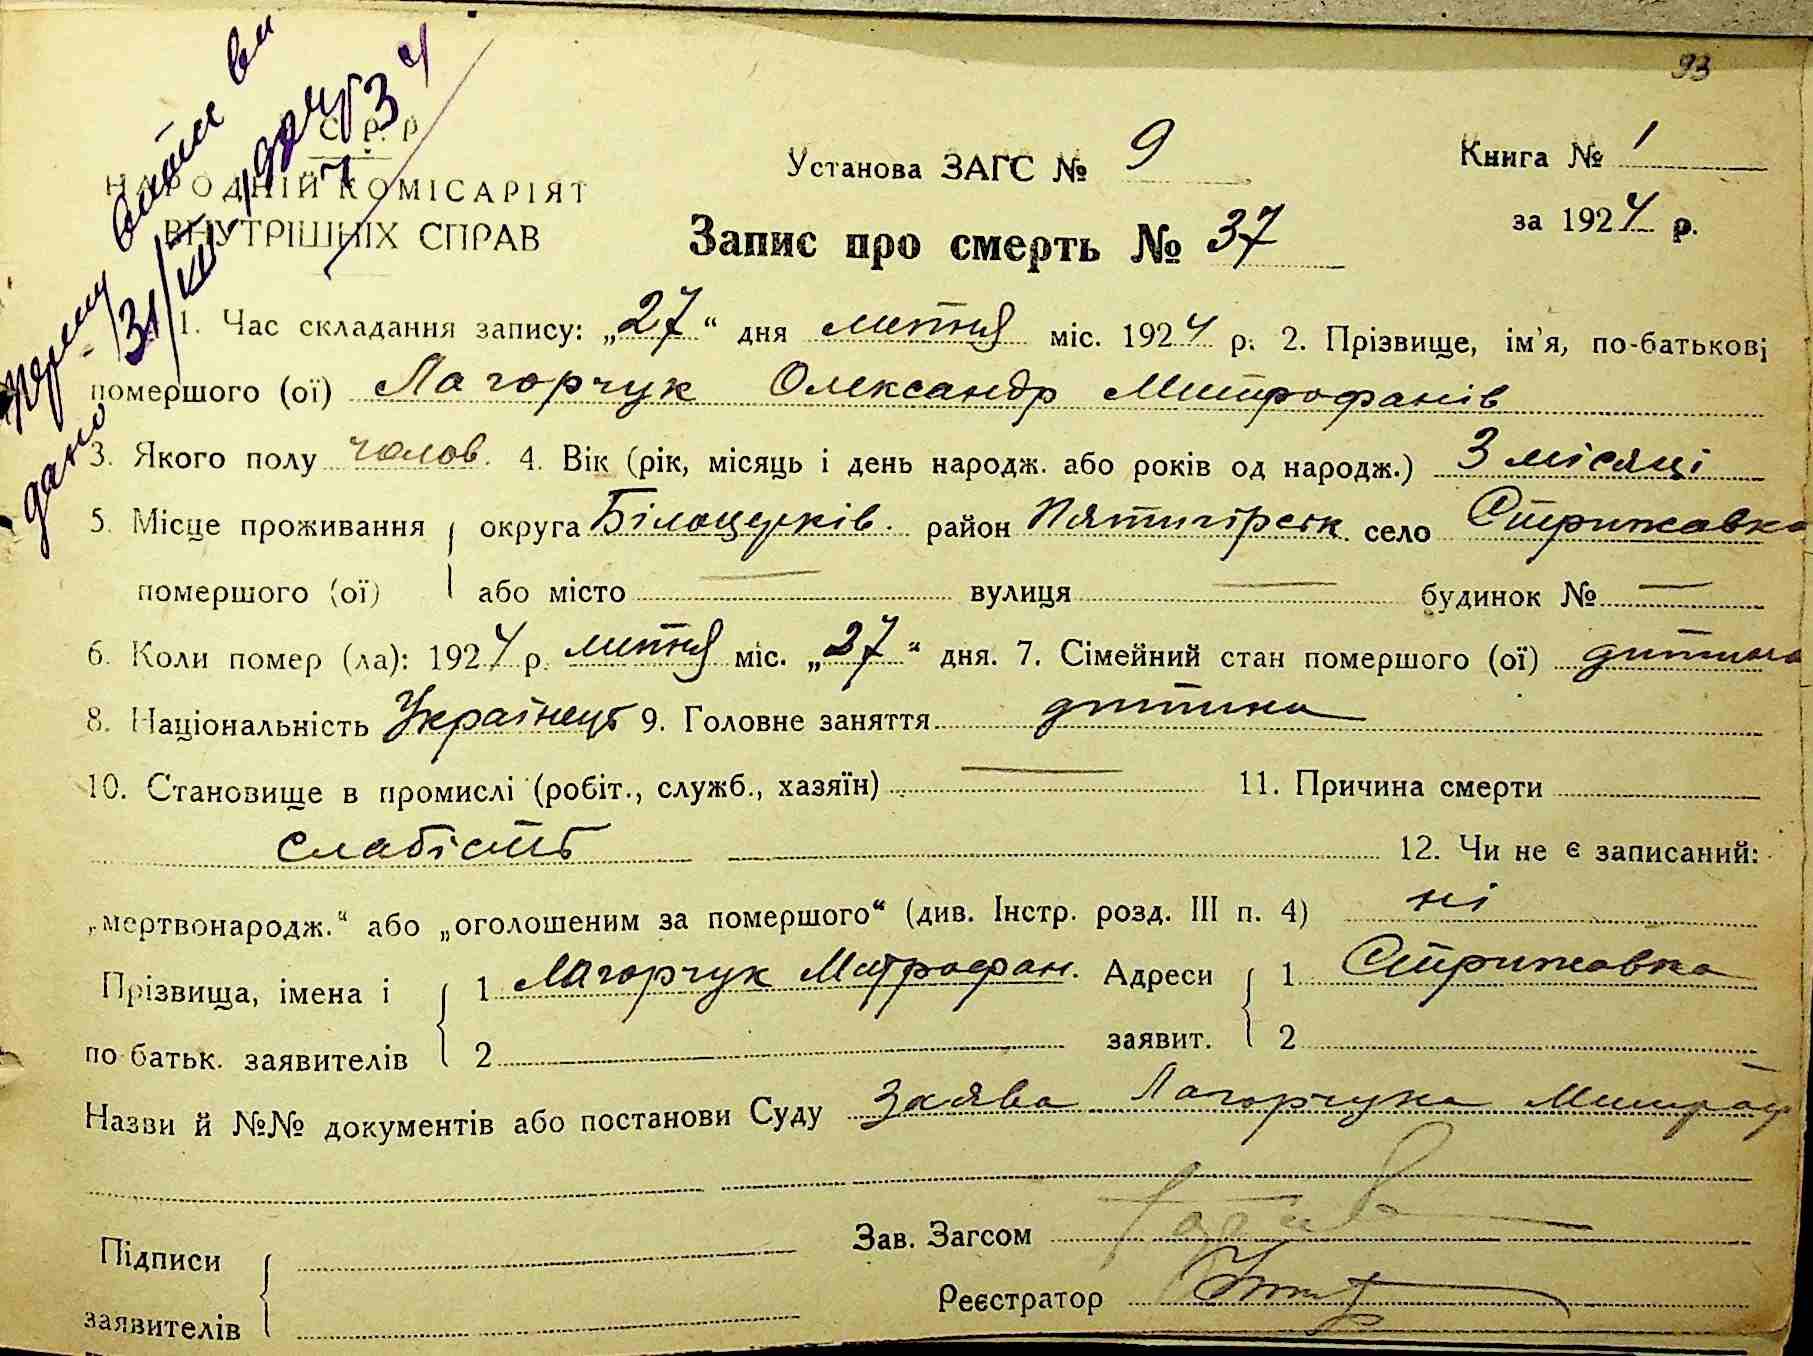 93
С. Р. Р
НАРОДНІЙ КОМІСАРІЯТ
ВНУТРІШНІХ СПРАВ
Установа ЗАГС № 9
Книга № 1
за 1924 р.
Запис про смерть № 37
1. Час складання запису: „27“ дня липня міс. 1924 р. 2. Прізвище, ім'я, по-батькові
помершого (ої) Лагорчук Олександр Митрофанів
3. Якого полу чолов. 4. Вік (рік, місяць і день народж. або років од народж.) 3 місяці
5. Місце проживання округа Білоцерків. район Пятигірськ. село Стрижавка
помершого (ої) або місто — вулиця — будинок № —
6. Коли помер (ла): 1924 р. липня міс. „27“ дня. 7. Сімейний стан помершого (ої) дитина
8. Національність Українець 9. Головне заняття дитина
10. Становище в промислі (робіт., служб., хазяїн) — 11. Причина смерти
слабість 12. Чи не є записаний:
„мертвонародж.“ або „оголошеним за помершого“ (див. Інстр. розд. III п. 4) ні
Прізвища, імена і 1 Лагорчук Митрофан. Адреси 1 Стрижавка
по батьк. заявителів 2 заявит. 2
Назви й №№ документів або постанови Суду Заява Лагорчука Митроф
Зав. Загсом
Підписи
Реєстратор
заявителів